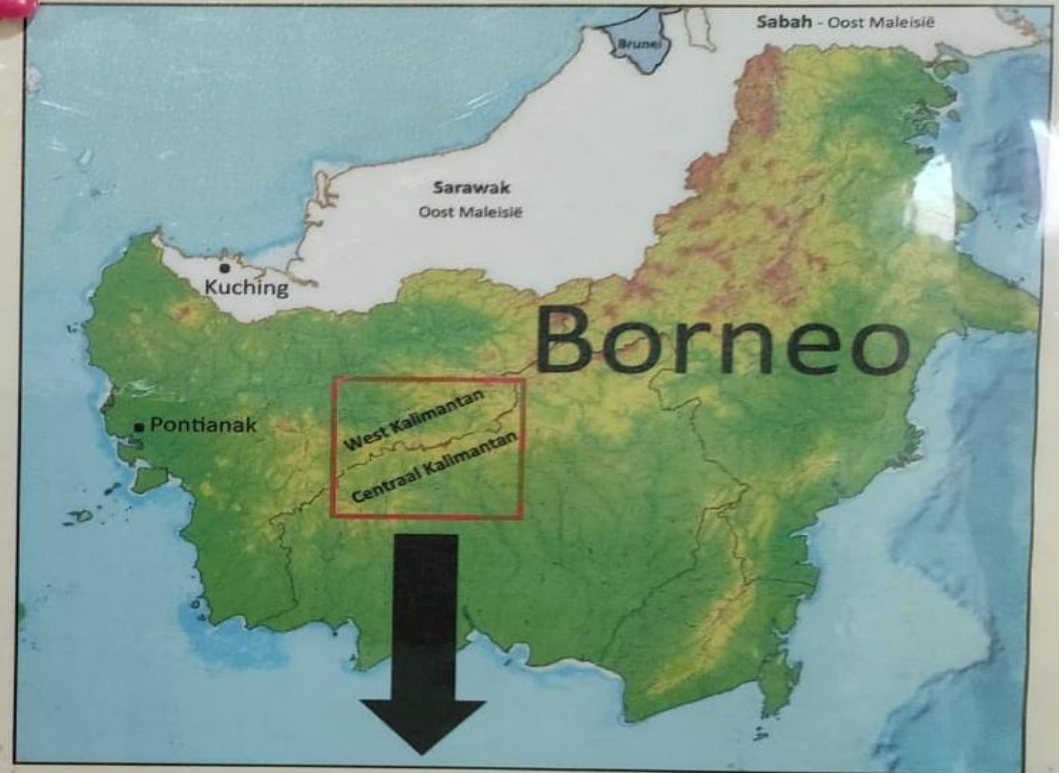 Sabah - Oost Maleisië
Brunei
Sarawak
Oost Maleisië
Kuching
Borneo
West Kalimantan
Pontianak
Centraal Kalimantan